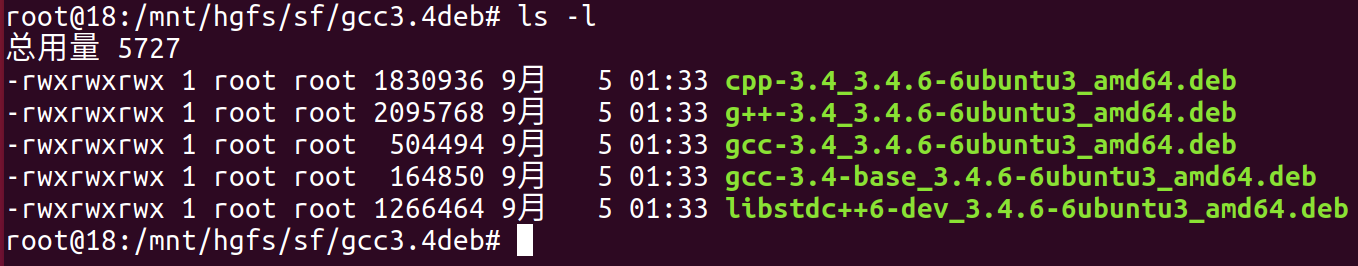 root@18:/mnt/hgfs/sf/gcc3.4deb# ls -l
总用量 5727
-rwxrwxrwx 1 root root 1830936 9月   5 01:33 cpp-3.4_3.4.6-6ubuntu3_amd64.deb
-rwxrwxrwx 1 root root 2095768 9月   5 01:33 g++-3.4_3.4.6-6ubuntu3_amd64.deb
-rwxrwxrwx 1 root root  504494 9月   5 01:33 gcc-3.4_3.4.6-6ubuntu3_amd64.deb
-rwxrwxrwx 1 root root  164850 9月   5 01:33 gcc-3.4-base_3.4.6-6ubuntu3_amd64.deb
-rwxrwxrwx 1 root root 1266464 9月   5 01:33 libstdc++6-dev_3.4.6-6ubuntu3_amd64.deb
root@18:/mnt/hgfs/sf/gcc3.4deb#